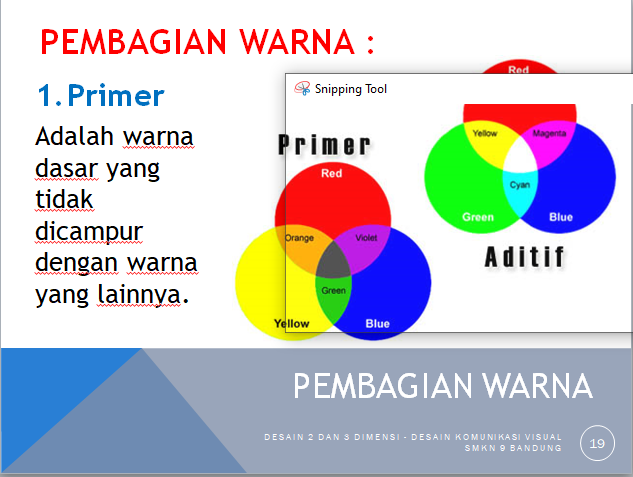 PEMBAGIAN WARNA :
1. Primer
Adalah warna
dasar yang
tidak
dicampur
dengan warna
yang lainnya.
Primer
Red
Orange
Violet
Green
Yellow
Blue
Snipping Tool
Red
Yellow
Magenta
Cyan
Green
Blue
Aditif
PEMBAGIAN WARNA
DESAIN 2 DAN 3 DIMENSI - DESAIN KOMUNIKASI VISUAL
SMKN 9 BANDUNG
19